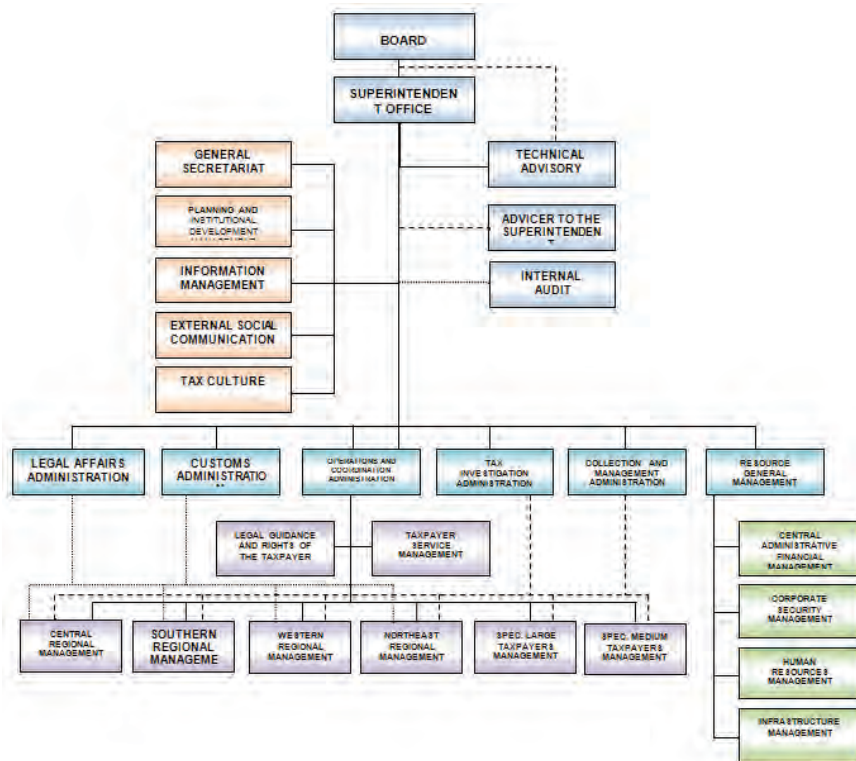 BOARD
SUPERINTENDEN
T OFFICE
GENERAL
SECRETARIAT
TECHNICAL
ADVISORY
PLANNING AND
INSTITUTIONAL
DEVELOPMENT
ADVICER TO THE
SUPERINTENDEN
INFORMATION
MANAGEMENT
INTERNAL
AUDIT
EXTERNAL SOCIAL
COMMUNICATION
TAX CULTURE
LEGAL AFFAIRS
ADMINISTRATION
CUSTOMS
ADMINISTRATIO
OPERATIONS AND
COORDINATION
ADMINISTRATION
TAX
INVESTIGATION
ADMINISTRATION
COLLECTION AND
MANAGEMENT
ADMINISTRATION
RESOURCE
GENERAL
MANAGEMENT
LEGAL GUIDANCE
AND RIGHTS OF
THE TAXPAYER
TAXPAYER
SERVICE
MANAGEMENT
CENTRAL
ADMINISTRATIVE
FINANCIAL
MANAGEMENT
CORPORATE
SECURITY
MANAGEMENT
CENTRAL
REGIONAL
MANAGEMENT
SOUTHERN
REGIONAL
MANAGEME
WESTERN
REGIONAL
MANAGEMENT
NORTHEAST
REGIONAL
MANAGEMENT
SPEC. LARGE
TAXPAYERS
MANAGEMENT
SPEC. MEDIUM
TAXPAYERS
MANAGEMENT
HUMAN
RESOURCES
MANAGEMENT
INFRASTRUCTURE
MANAGEMENT